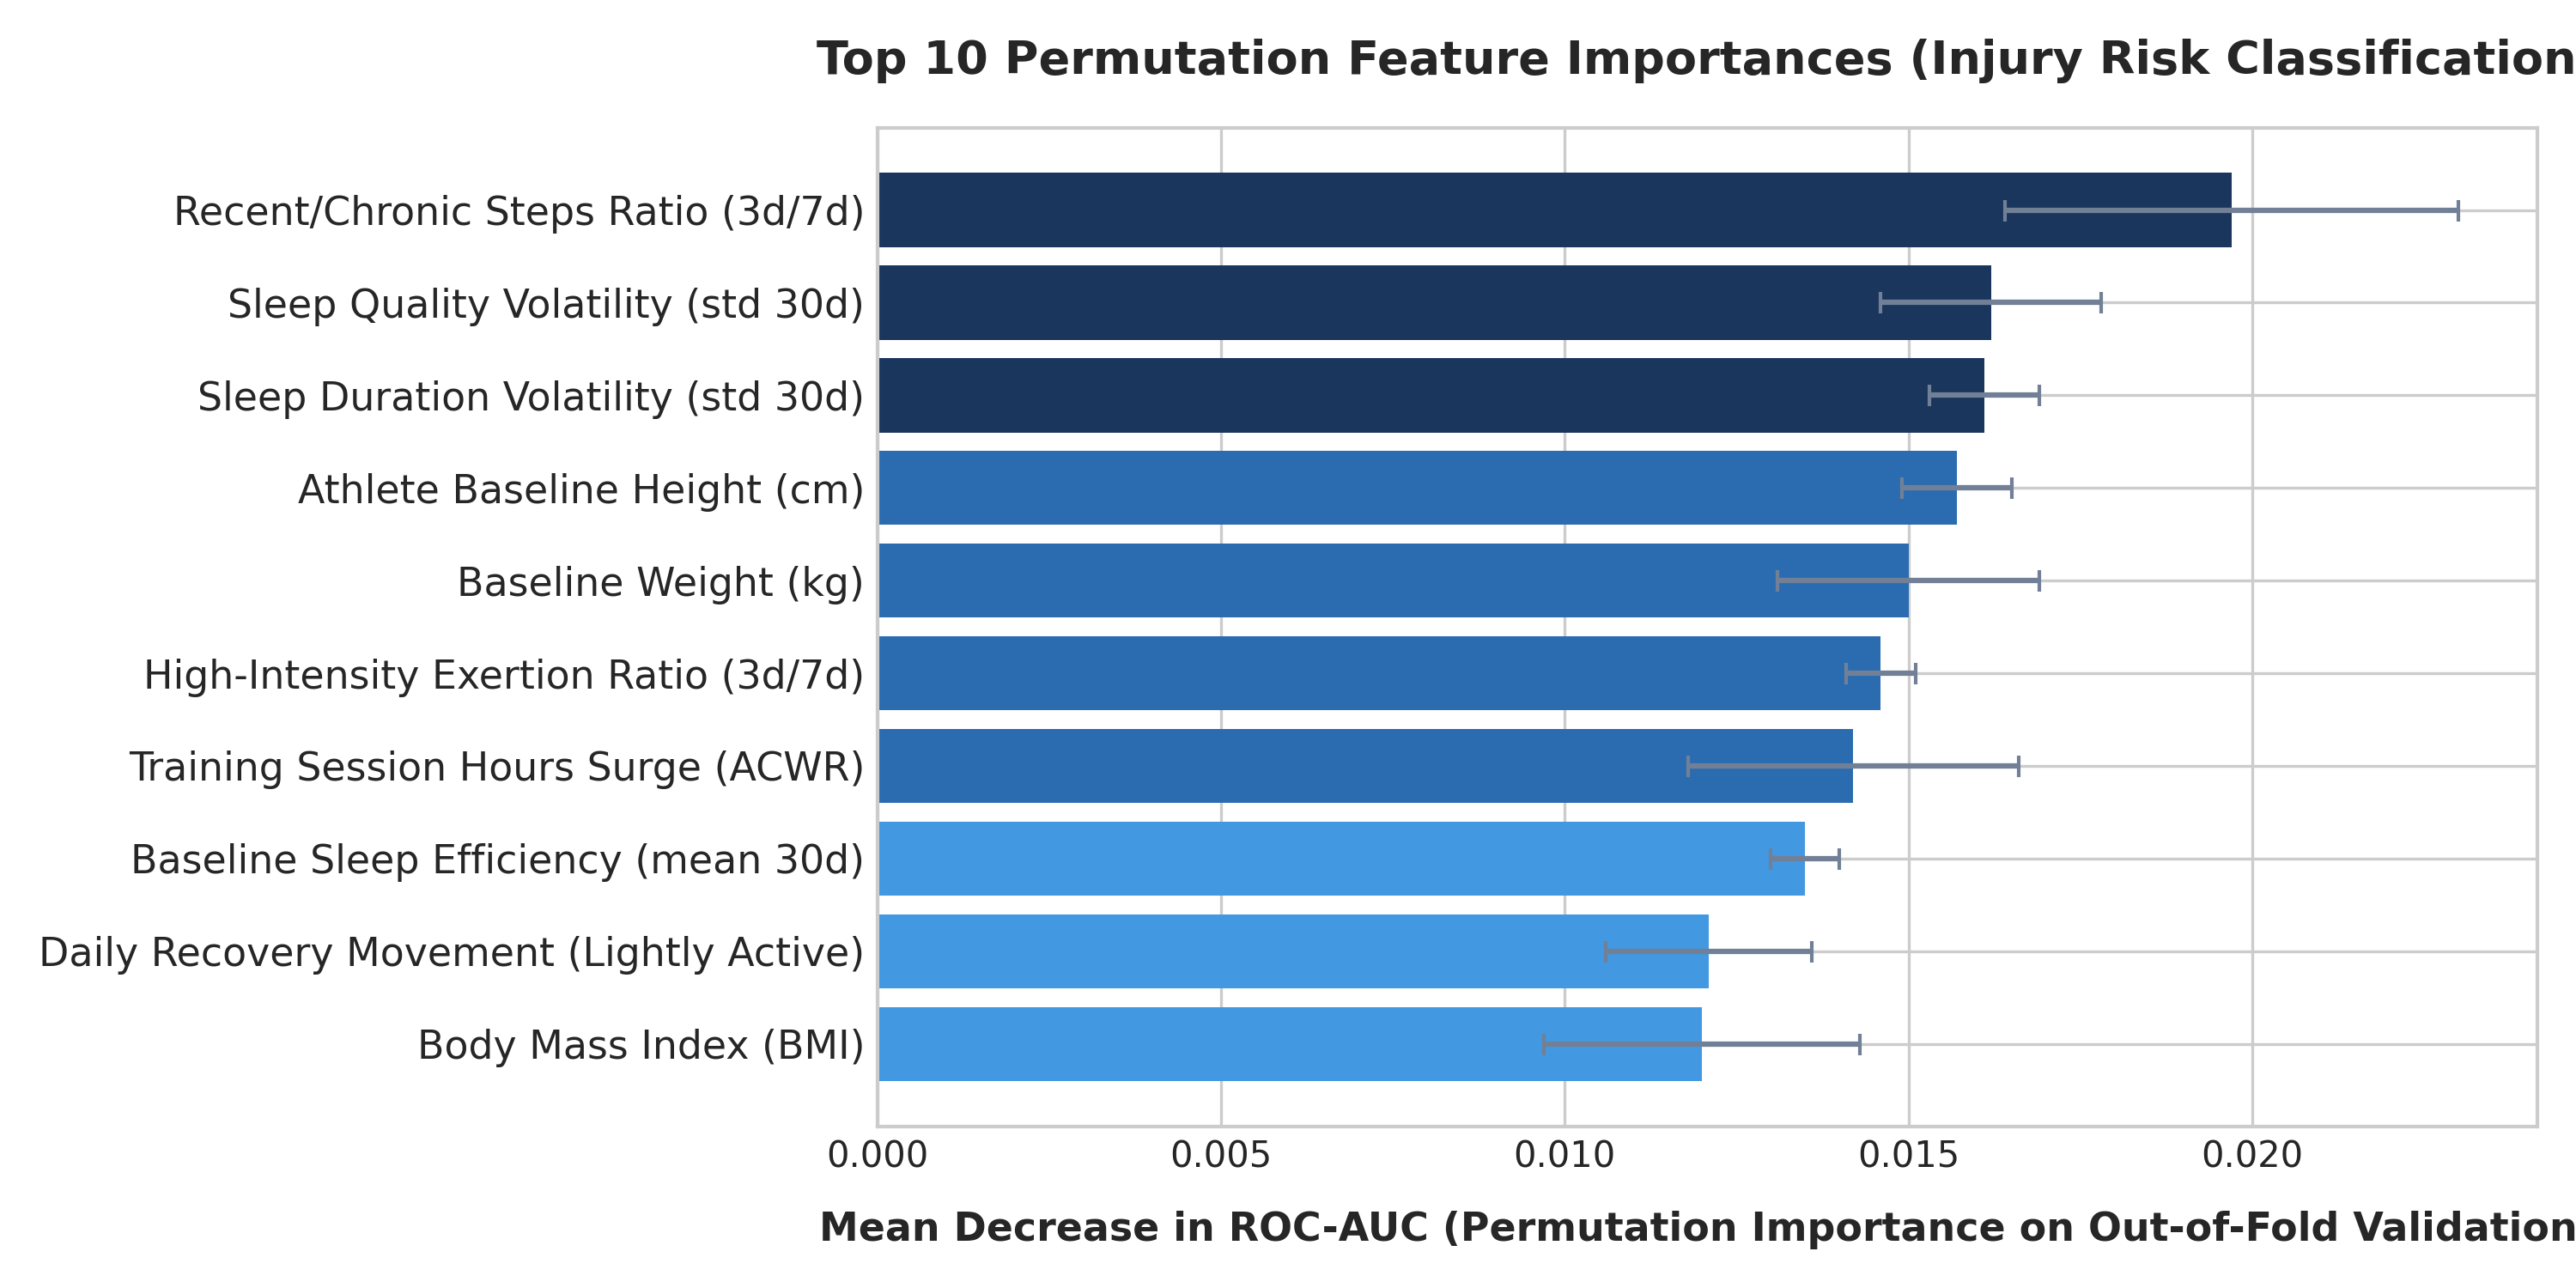 Top 10 Permutation Feature Importances (Injury Risk Classification
Recent/Chronic Steps Ratio (3d/7d)
Sleep Quality Volatility (std 30d)
Sleep Duration Volatility (std 30d)
Athlete Baseline Height (cm)
Baseline Weight (kg)
High-Intensity Exertion Ratio (3d/7d)
Training Session Hours Surge (ACWR)
Baseline Sleep Efficiency (mean 30d)
Daily Recovery Movement (Lightly Active)
Body Mass Index (BMI)
0.000 0.005 0.010 0.015 0.020
Mean Decrease in ROC-AUC (Permutation Importance on Out-of-Fold Validation